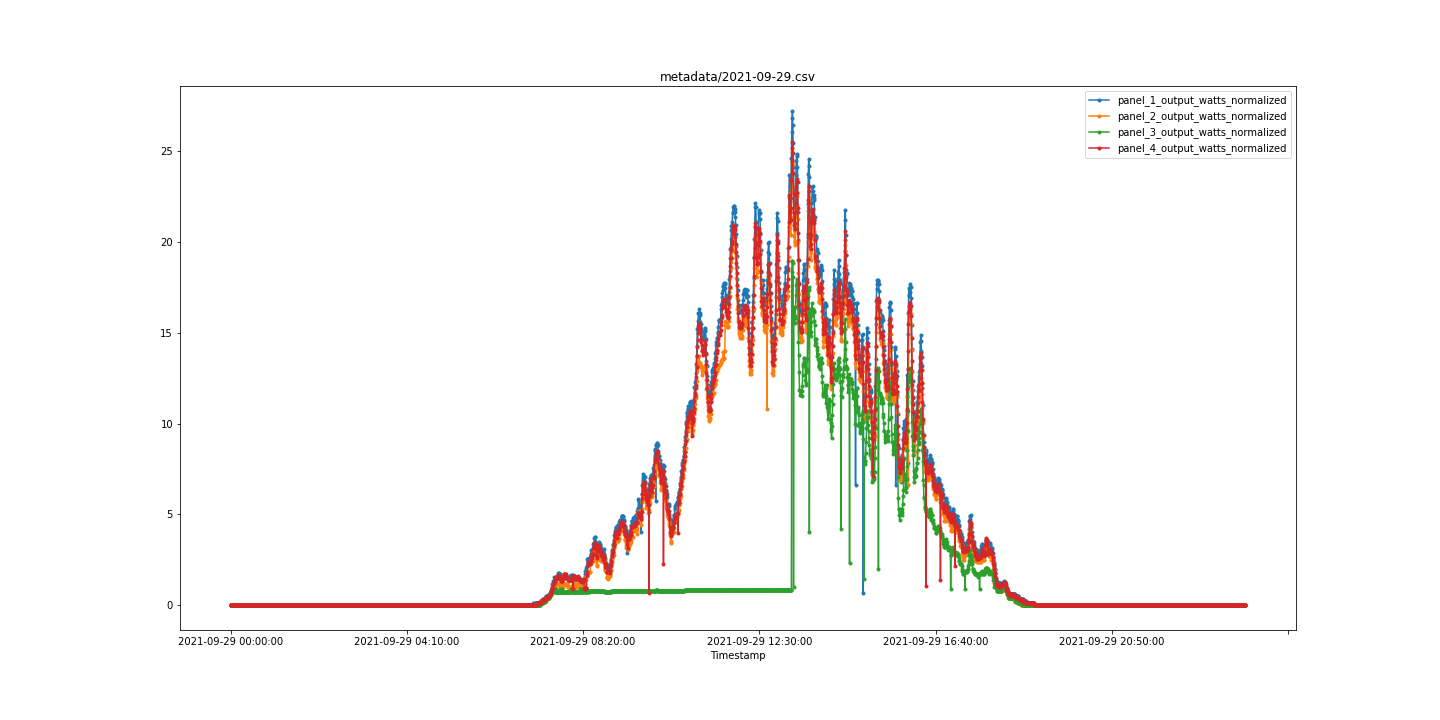 metadata/2021-09-29.csv
panel_1_output_watts_normalized
panel_2_output_watts_normalized
panel_3_output_watts_normalized
panel_4_output_watts_normalized
25
20
15
10
5
0
2021-09-29 00:00:00 2021-09-29 04:10:00 2021-09-29 08:20:00 2021-09-29 12:30:00 2021-09-29 16:40:00 2021-09-29 20:50:00
Timestamp